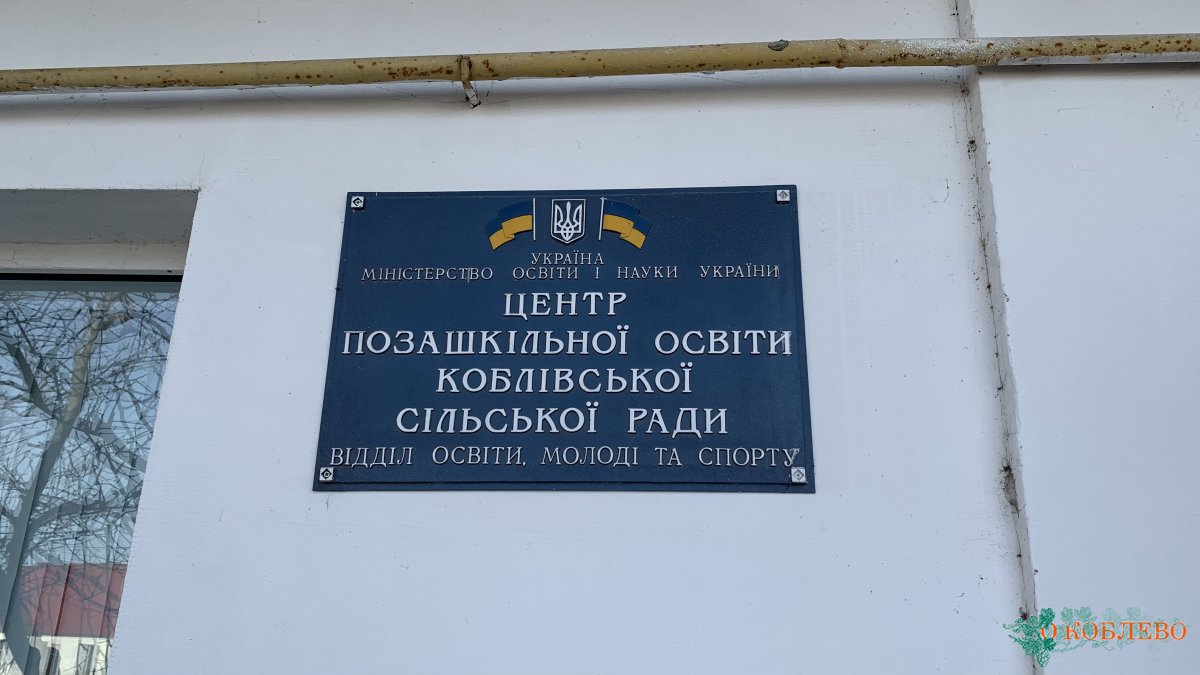 УКРАЇНА
МІНІСТЕРСТВО ОСВІТИ І НАУКИ УКРАЇНИ
ЦЕНТР
ПОЗАШКІЛЬНОЇ ОСВІТИ
КОБЛІВСЬКОЇ
СІЛЬСЬКОЇ РАДИ
ВІДДІЛ ОСВІТИ, МОЛОДІ ТА СПОРТУ
О КОБЛЕВО